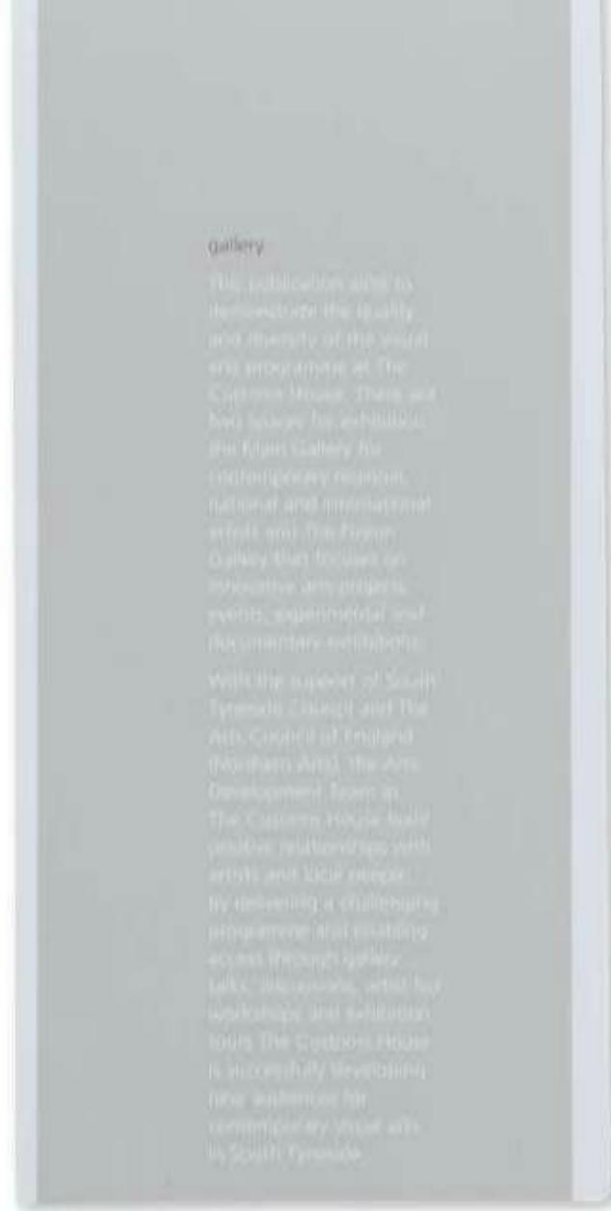 gallery
This publication aims to
demonstrate the quality
and diversity of the visual
arts programme at The
Customs House. There are
two spaces for exhibition:
the Main Gallery for
contemporary regional,
national and international
artists and The
Gallery that focuses on
innovative arts projects,
events, experimental and
documentary exhibitions.
With the support of South
Tyneside Council and The
Arts Council of England
(Northern Arts), The Arts
Development Team at
The Customs House build
positive relationships with
artists and local people
by delivering a challenging
programme and enabling
access through gallery
talks, discussions, artist led
workshops and exhibition
tours. The Customs House
is successfully developing
new audiences for
contemporary visual arts
in South Tyneside.